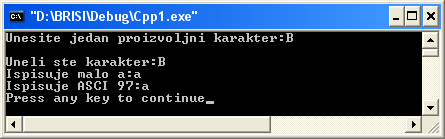 "D:\BRISI\Debug\Cpp1.exe"
Unesite jedan proizvoljni karakter:B
Uneli ste karakter:B
Ispisuje malo a:a
Ispisuje ASCI 97:a
Press any key to continue_